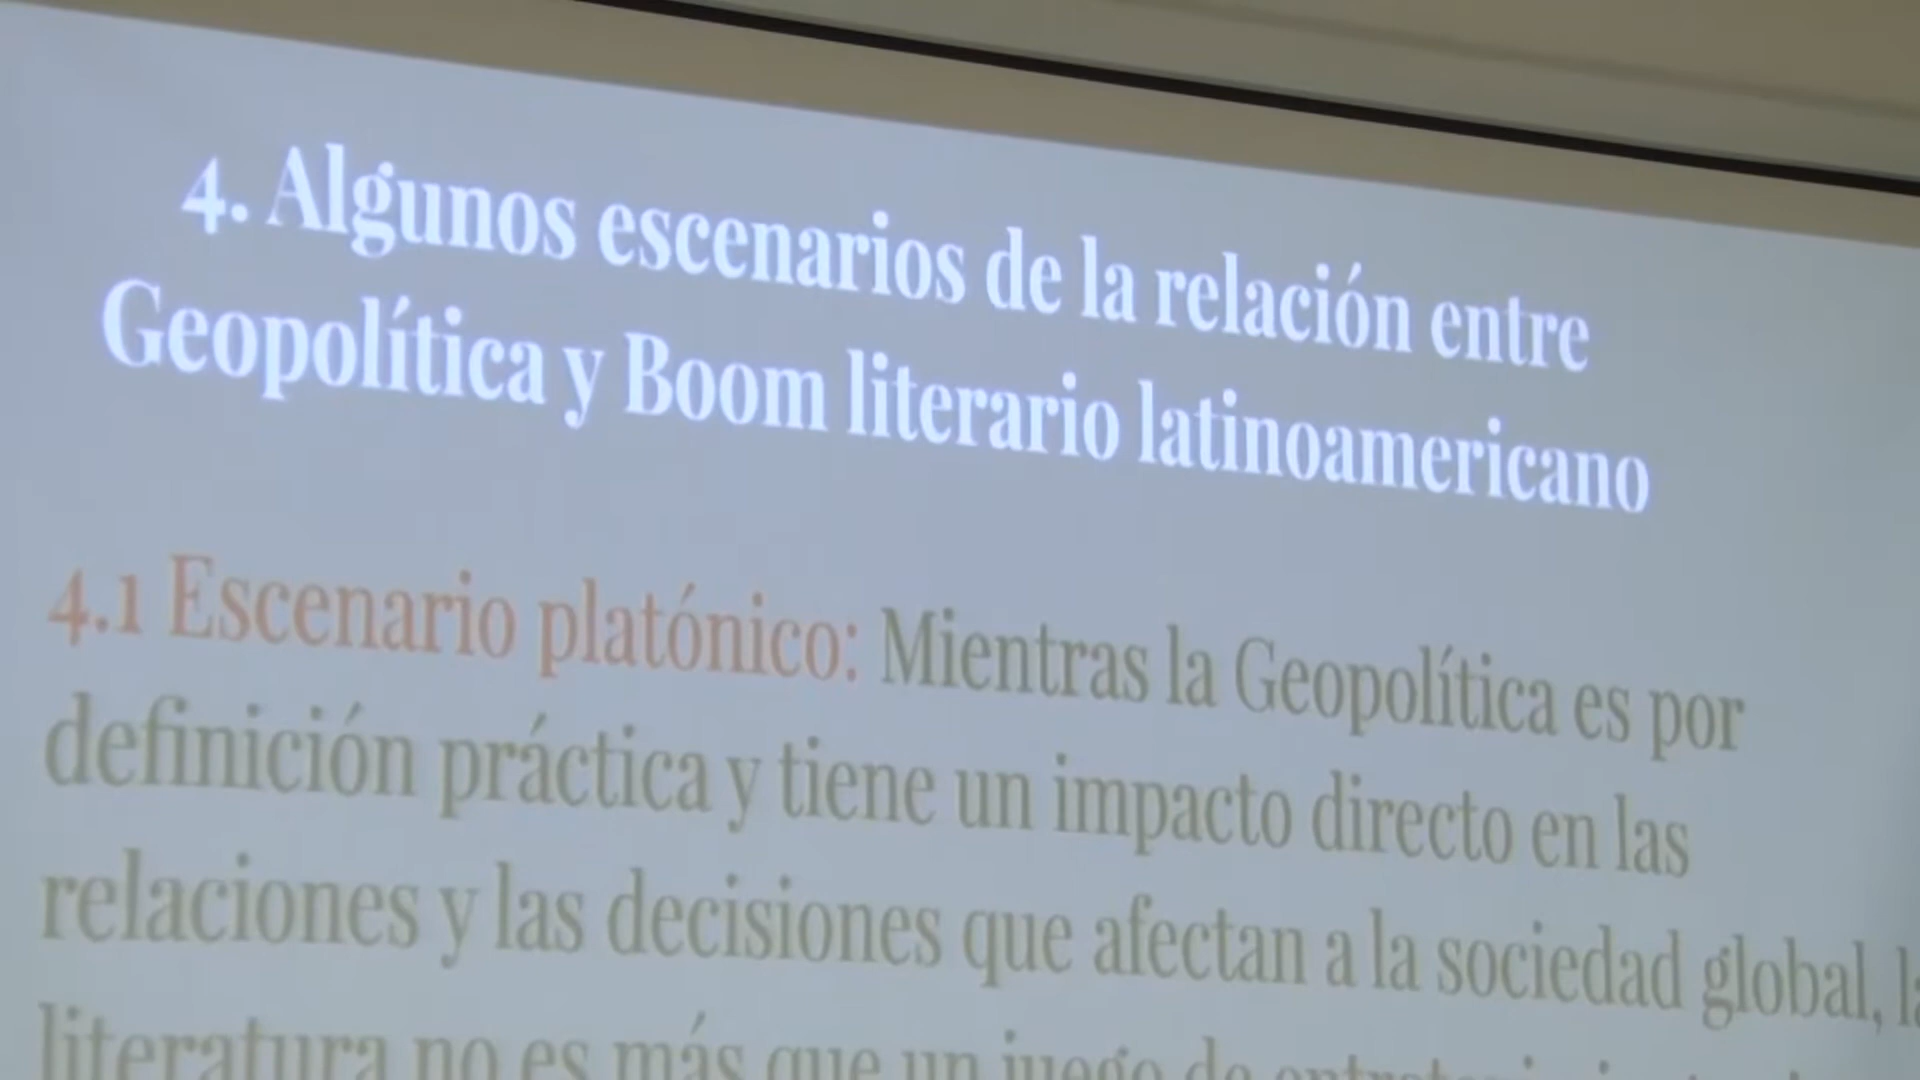 4. Algunos escenarios de la relación entre
Geopolítica y Boom literario latinoamericano
4.1 Escenario platónico: Mientras la Geopolítica es por
definición práctica y tiene un impacto directo en las
relaciones y las decisiones que afectan a la sociedad global,
literatura no es más que un juego de